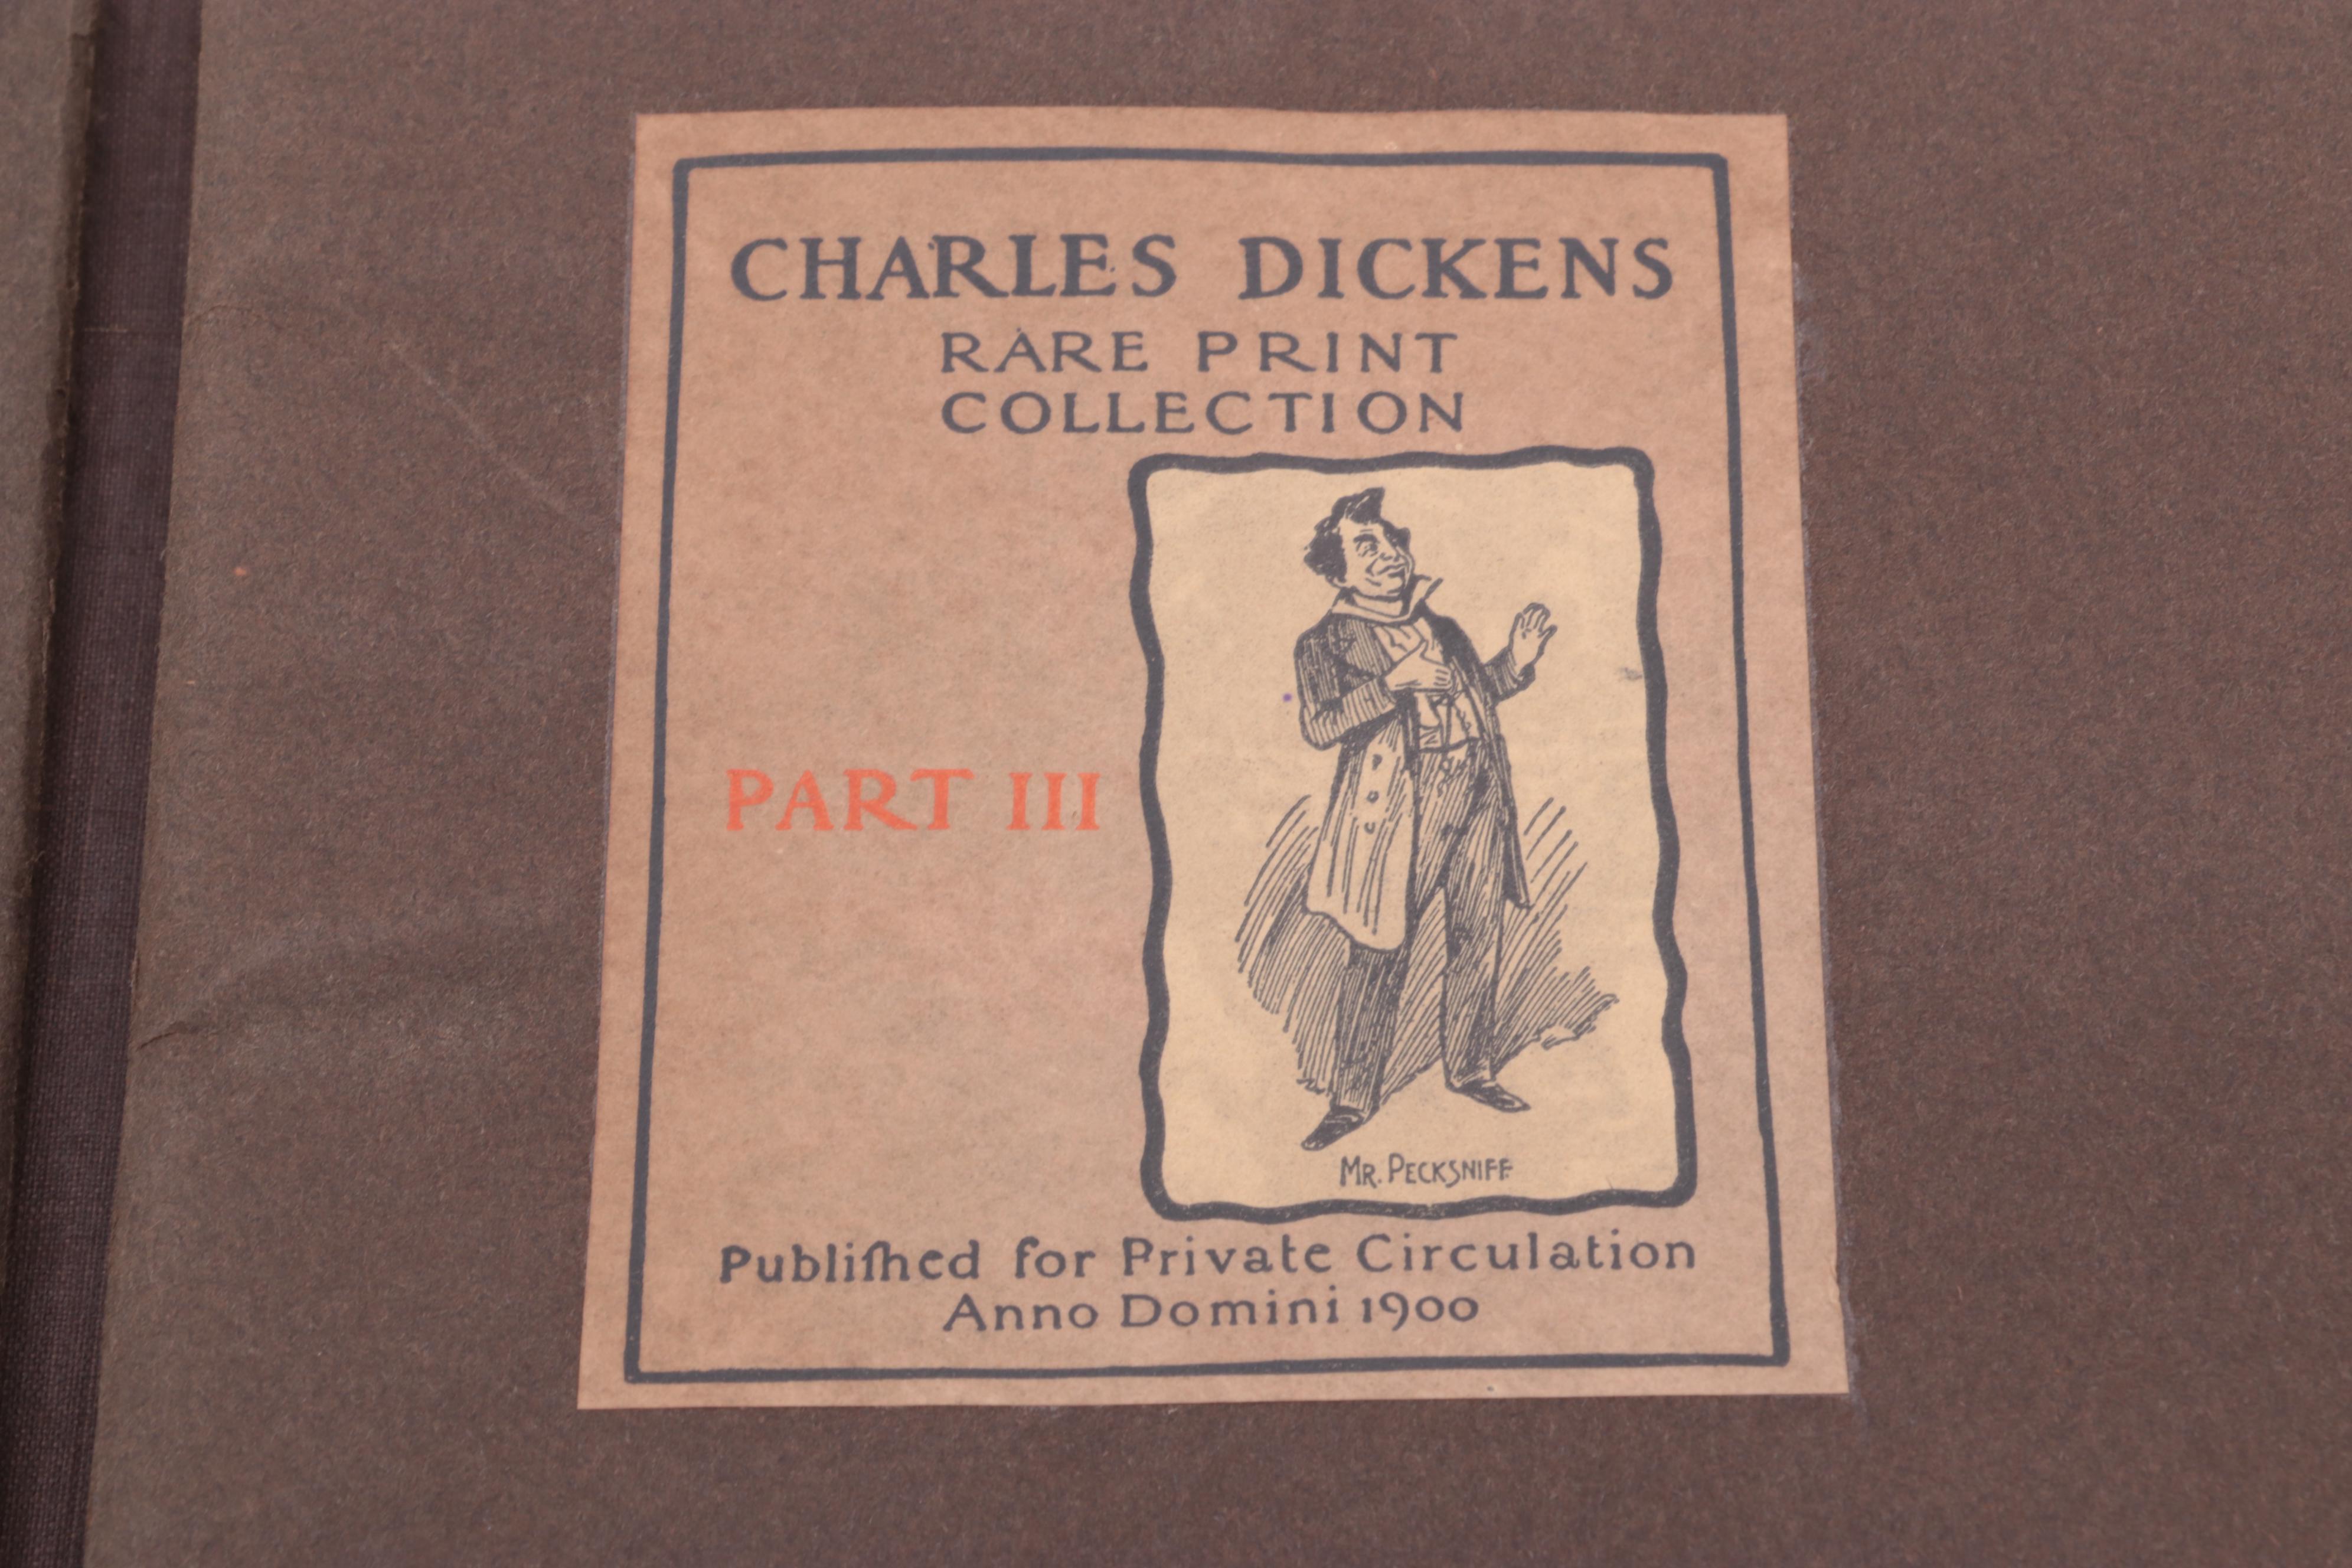 CHARLES DICKENS
RARE PRINT
COLLECTION
PART III
MR. PECKSNIFF
Publiſhed for Private Circulation
Anno Domini 1900